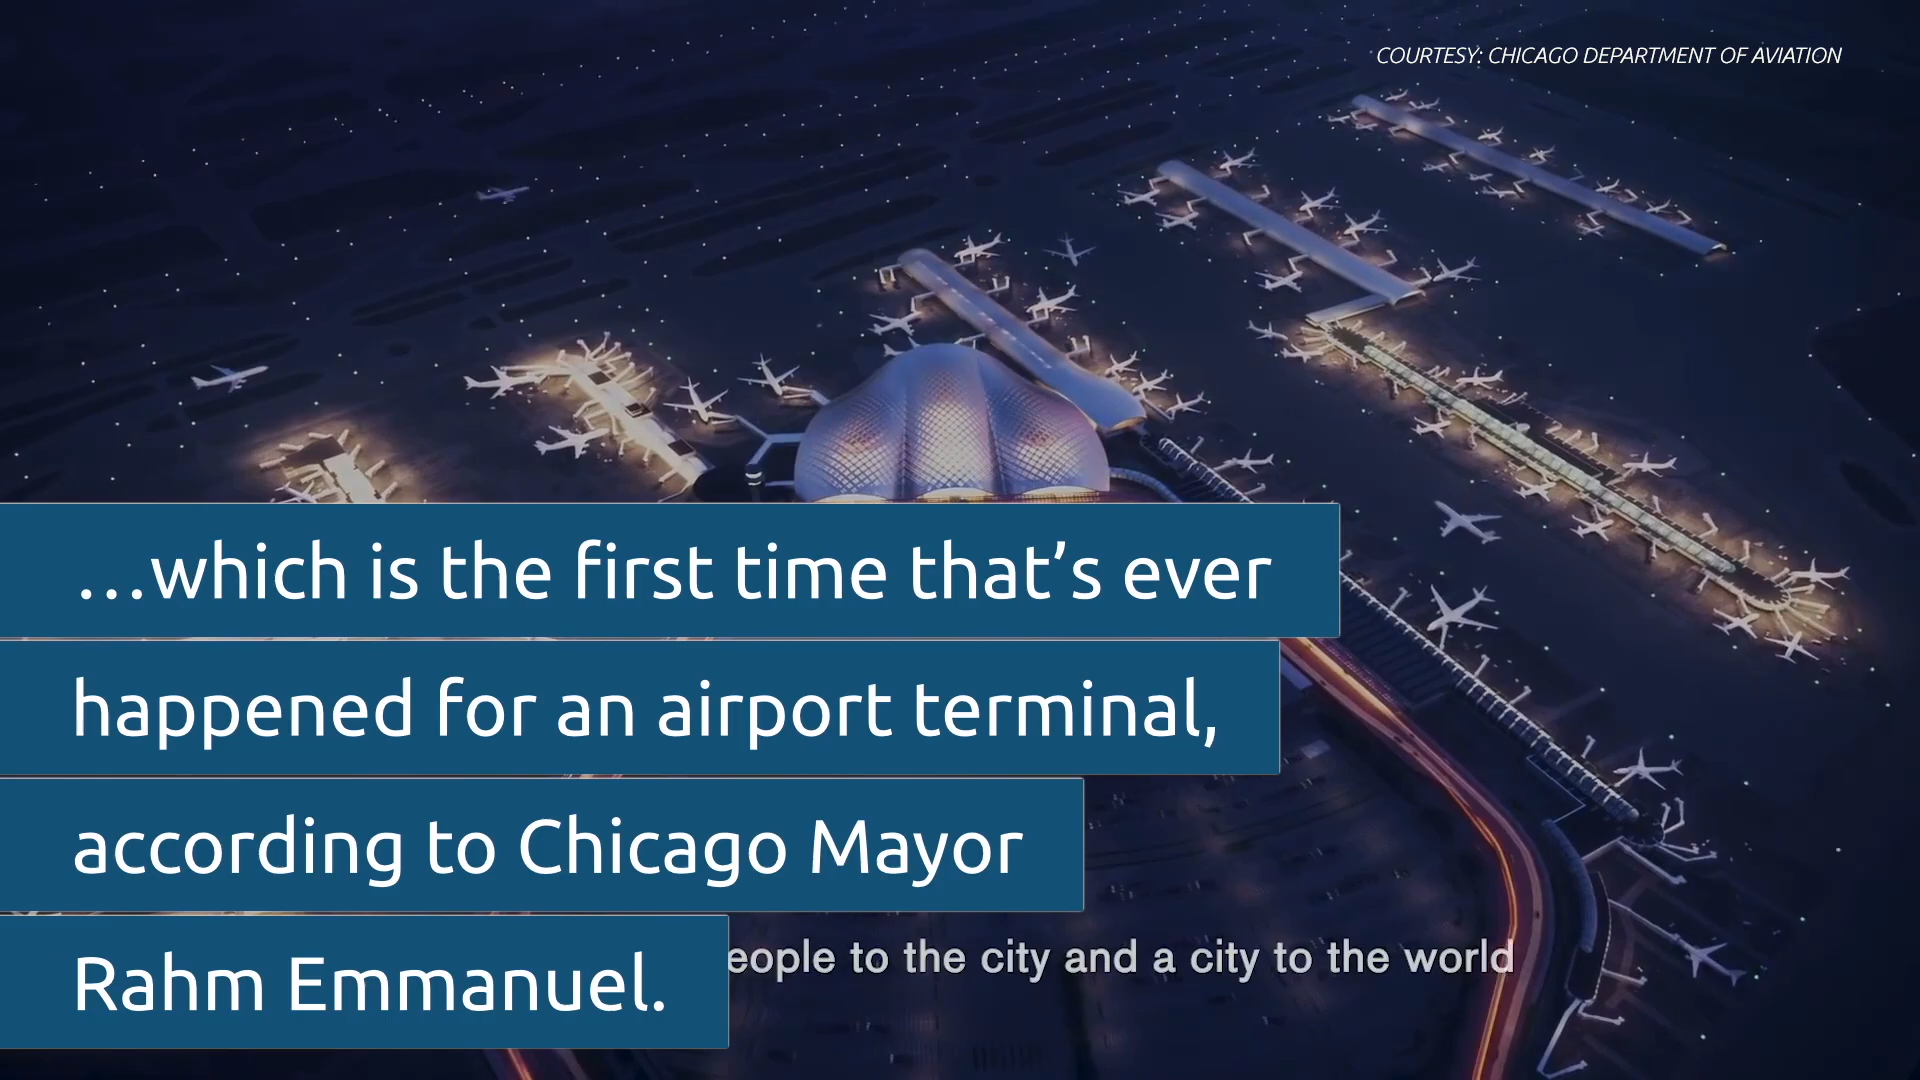 COURTESY: CHICAGO DEPARTMENT OF AVIATION
…which is the first time that’s ever
happened for an airport terminal,
according to Chicago Mayor
Rahm Emmanuel.
to the city and a city to the world